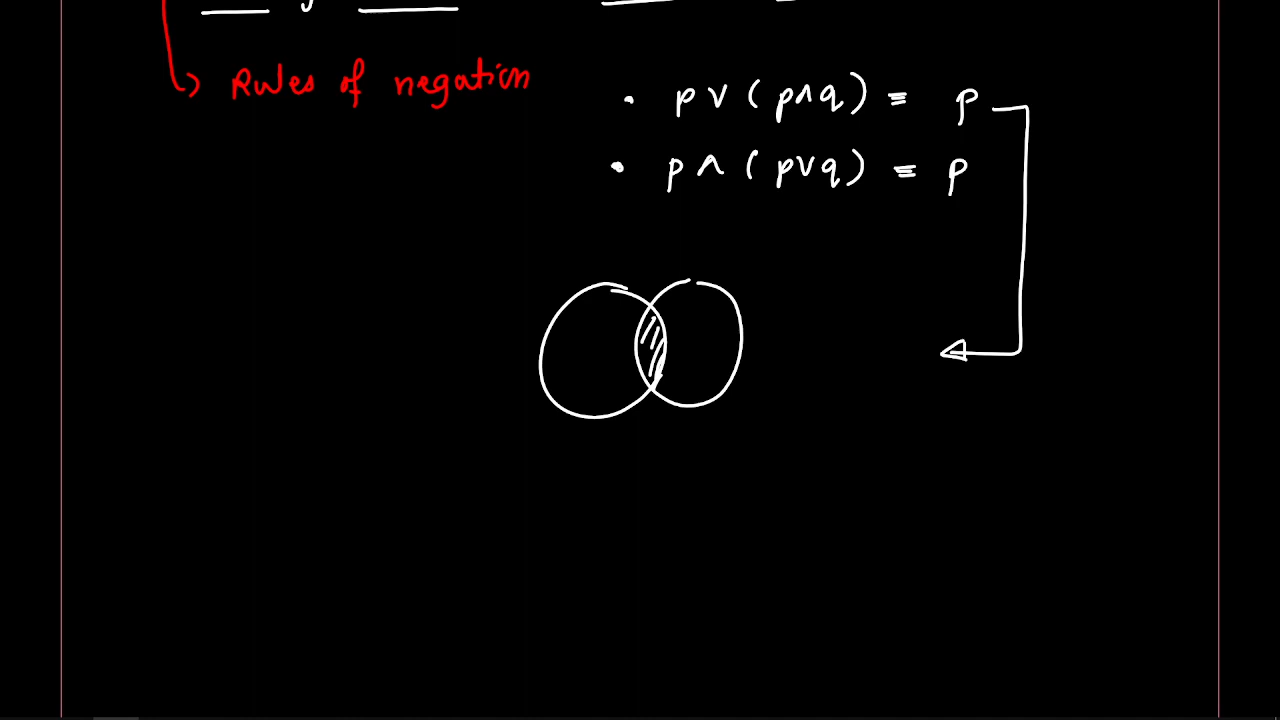 Rules of negation
• p ∨ ( p ∧ q ) ≡ p
• p ∧ ( p ∨ q ) ≡ p